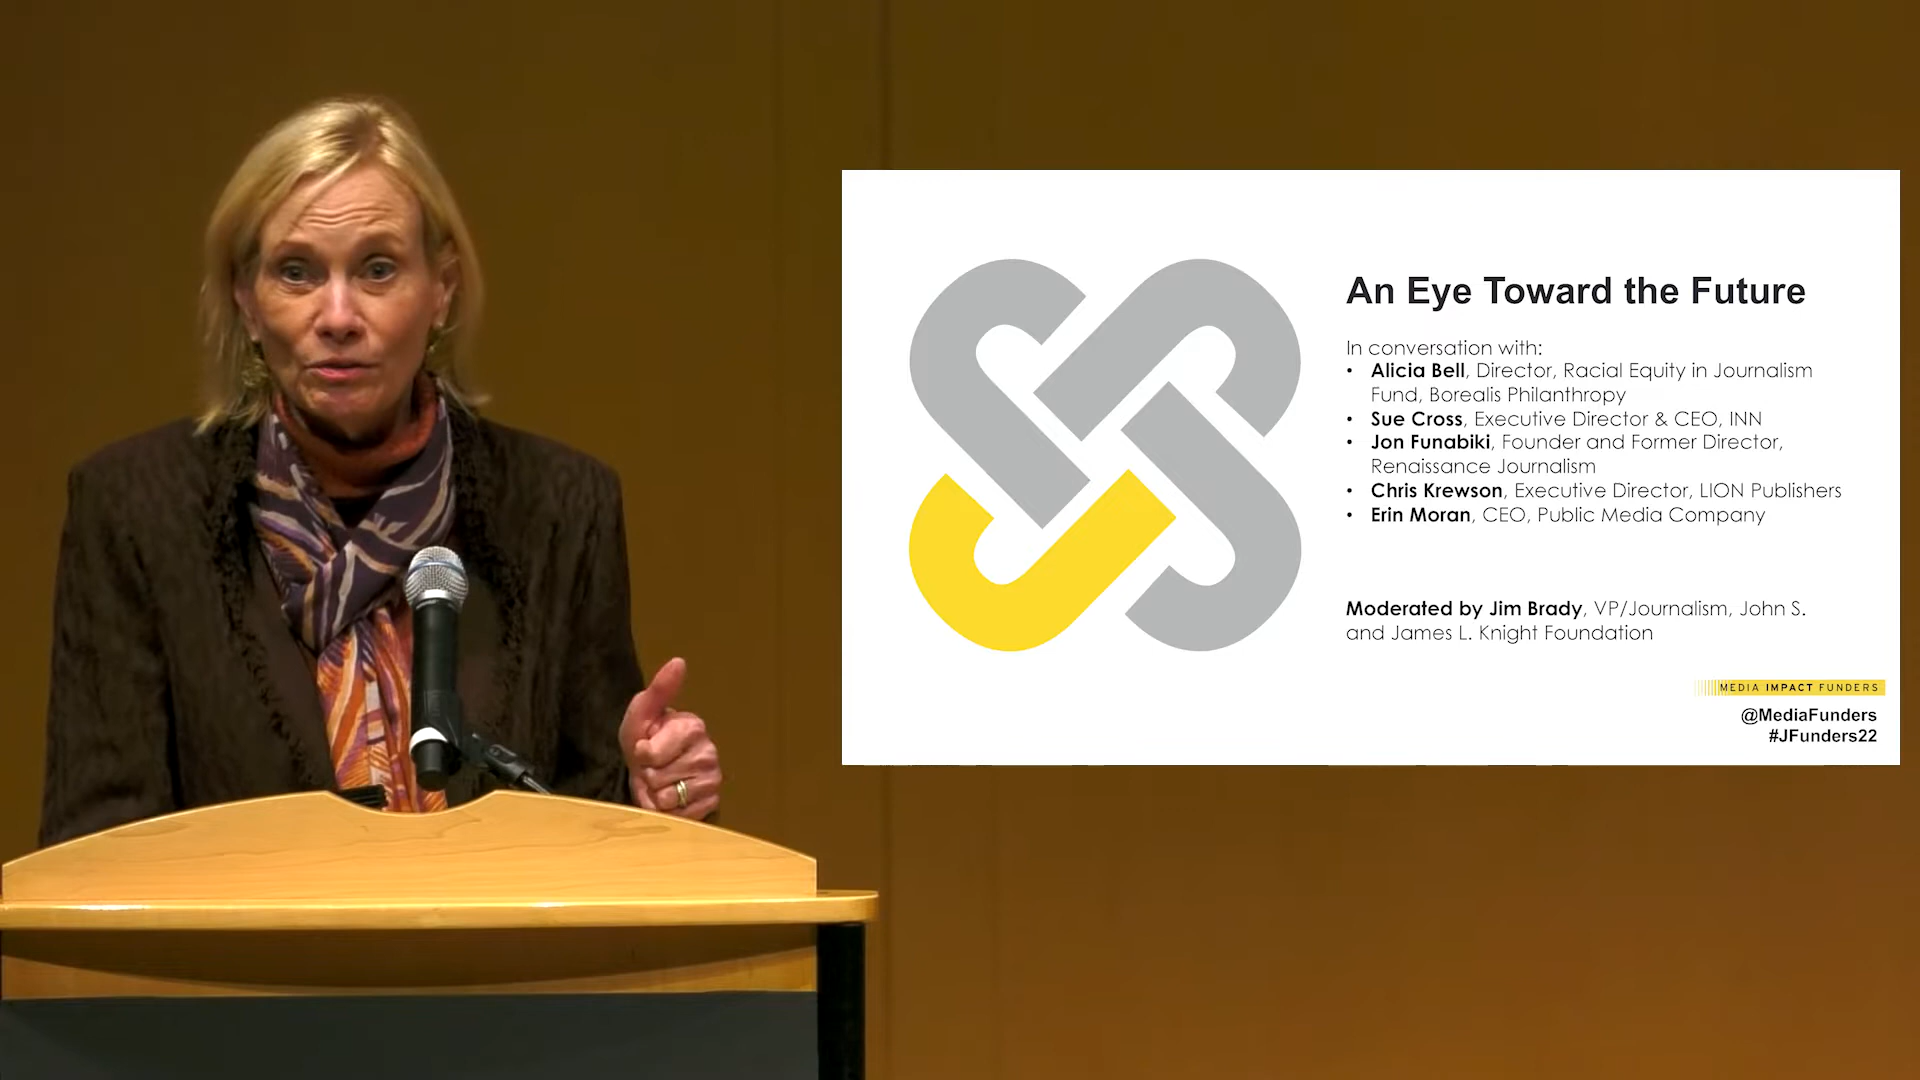 An Eye Toward the Future
In conversation with:
• Alicia Bell, Director, Racial Equity in Journalism
Fund, Borealis Philanthropy
• Sue Cross, Executive Director & CEO, INN
• Jon Funabiki, Founder and Former Director,
Renaissance Journalism
• Chris Krewson, Executive Director, LION Publishers
• Erin Moran, CEO, Public Media Company
Moderated by Jim Brady, VP/Journalism, John S.
and James L. Knight Foundation
MEDIA IMPACT FUNDERS
@MediaFunders
#JFunders22